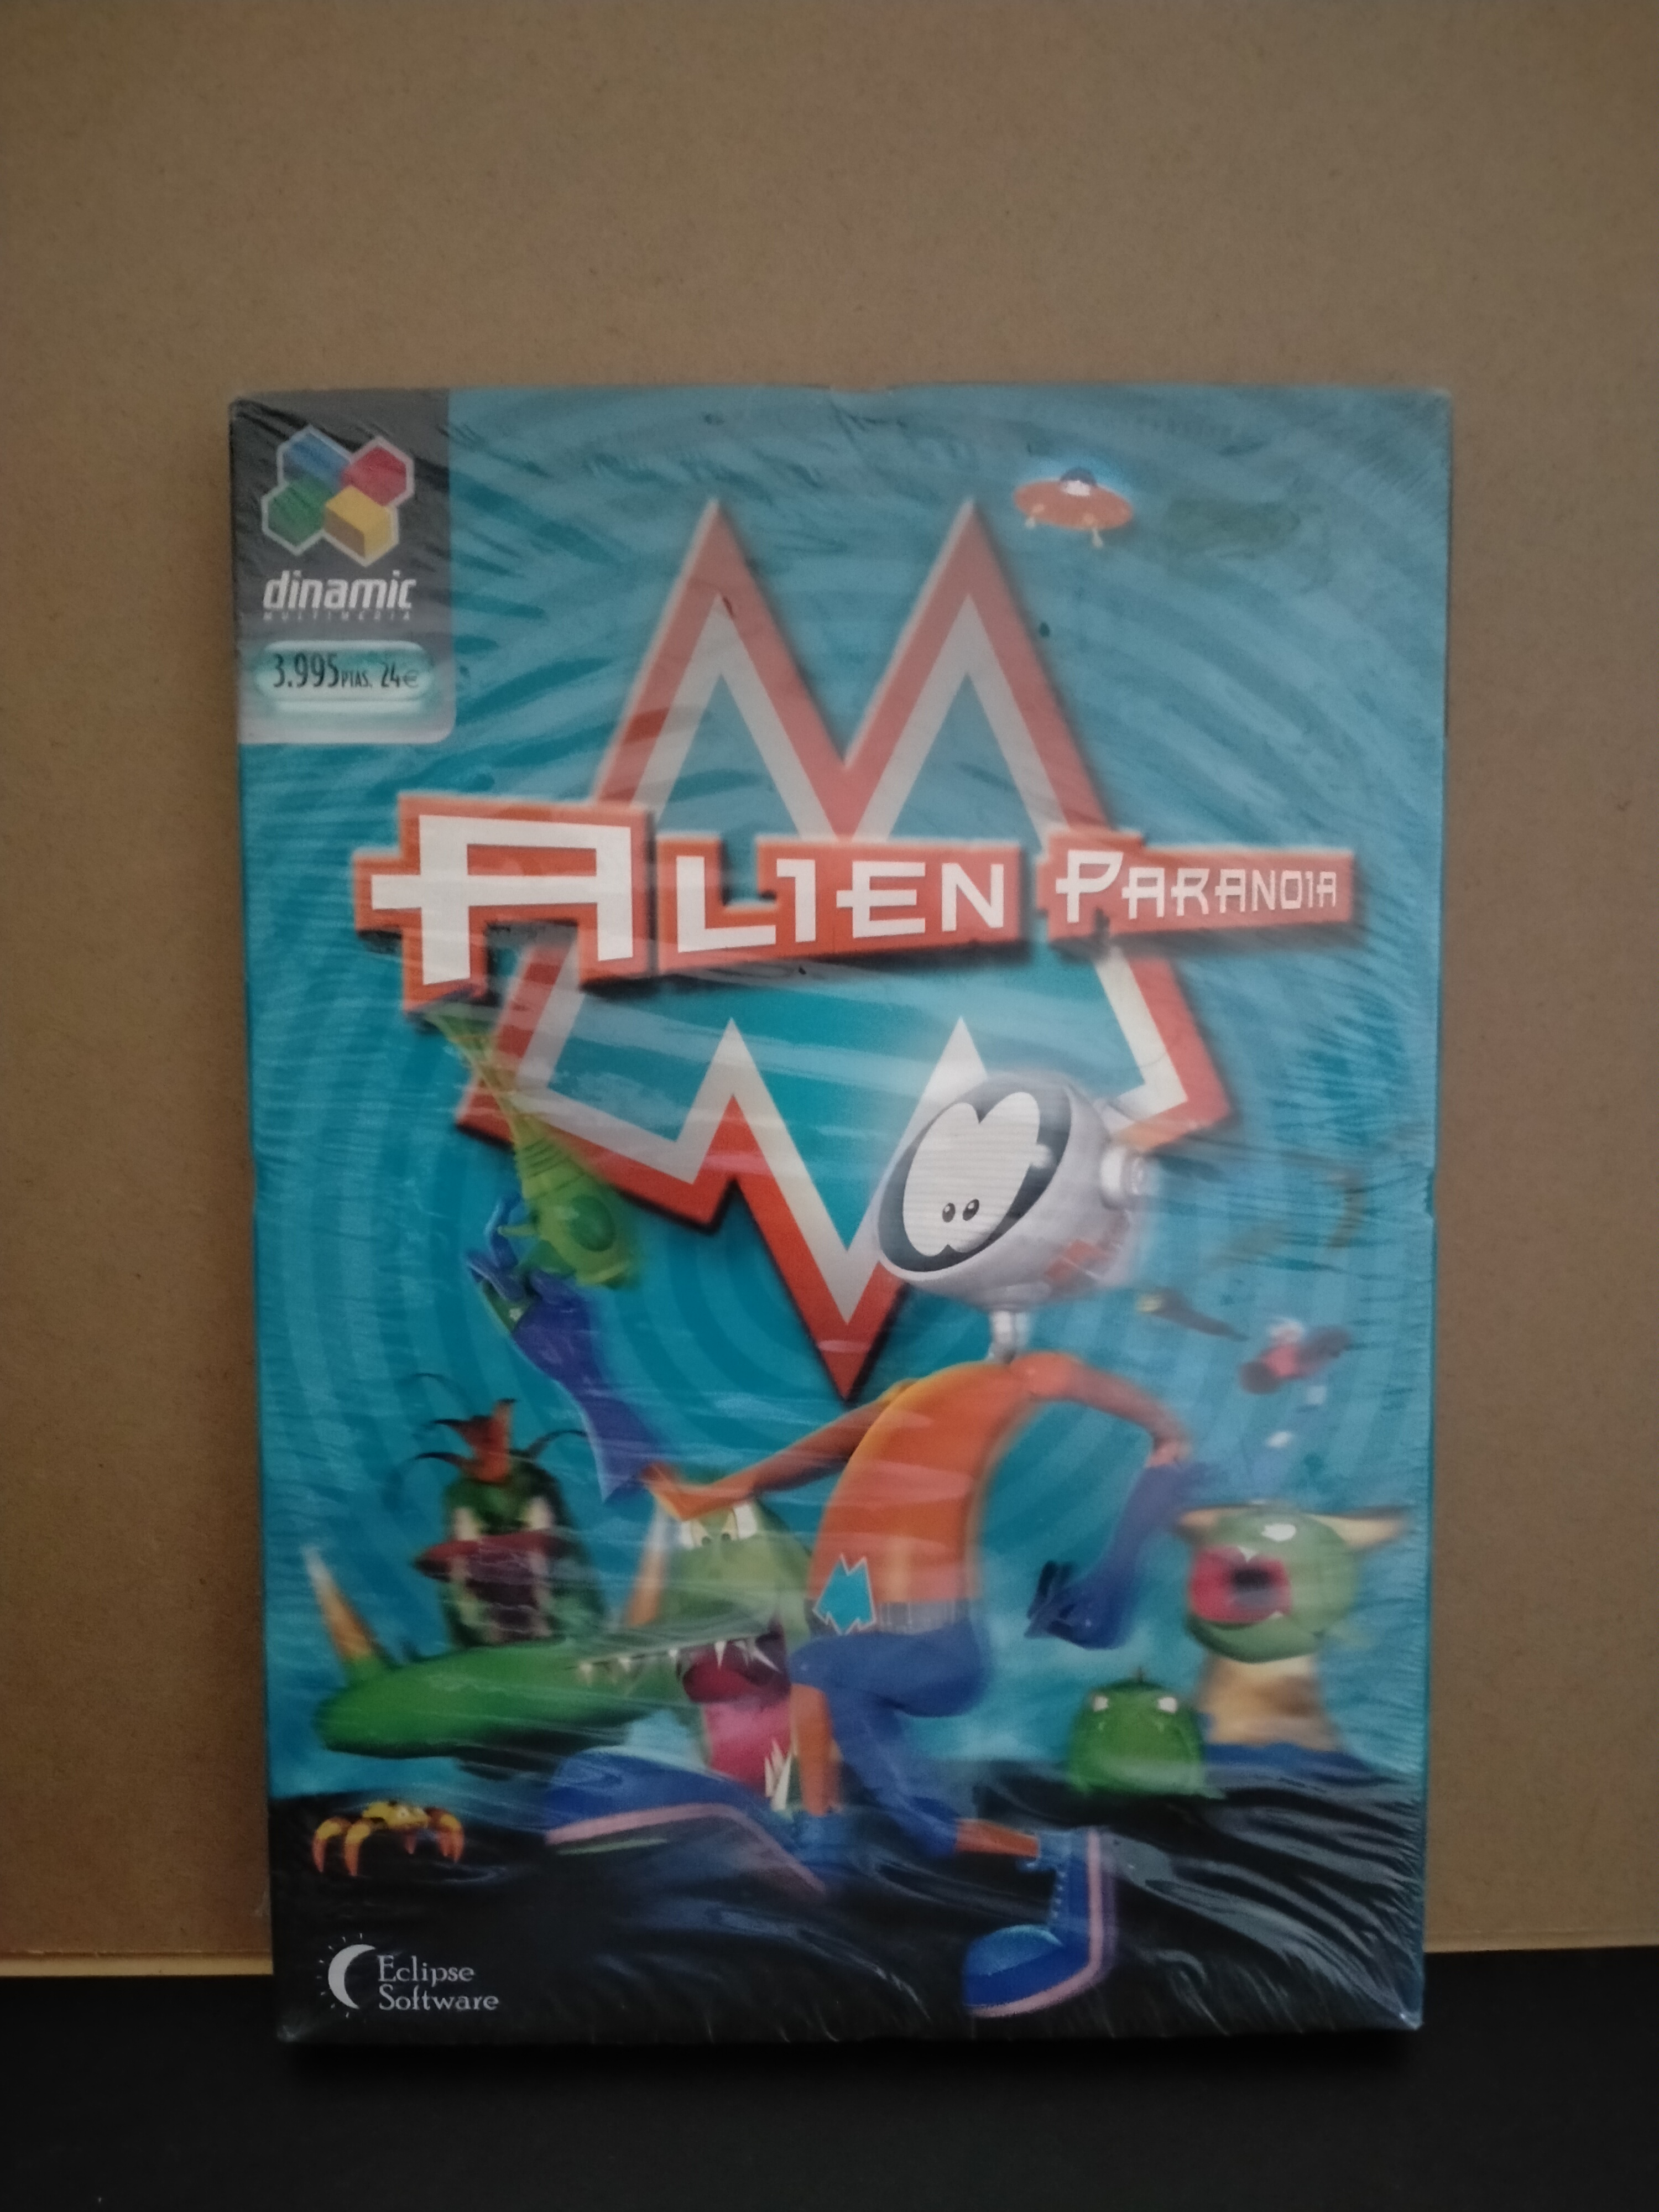 dinamic
MULTIMEDIA
3.995 PTAS. 24€
M
ALIEN PARANOIA
Eclipse
Software